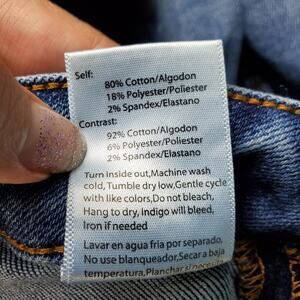 Self:
80% Cotton/Algodon
18% Polyester/Poliester
2% Spandex/Elastano
Contrast:
92% Cotton/Algodon
6% Polyester/Poliester
2% Spandex/Elastano
Turn inside out,Machine wash
cold, Tumble dry low,Gentle cycle
with like colors,Do not bleach,
Hang to dry, Indigo will bleed,
Iron if needed
Lavar en agua fria por separado,
No use blanqueador,Secar a baja
temperatura,Planchar si necesita